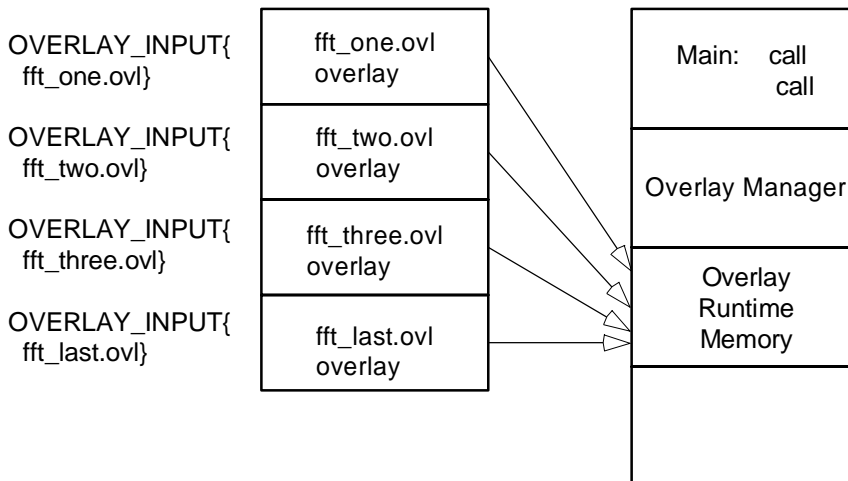 OVERLAY_INPUT{
fft_one.ovl}
OVERLAY_INPUT{
fft_two.ovl}
OVERLAY_INPUT{
fft_three.ovl}
OVERLAY_INPUT{
fft_last.ovl}
fft_one.ovl
overlay
fft_two.ovl
overlay
fft_three.ovl
overlay
fft_last.ovl
overlay
Main: call
call
Overlay Manager
Overlay
Runtime
Memory